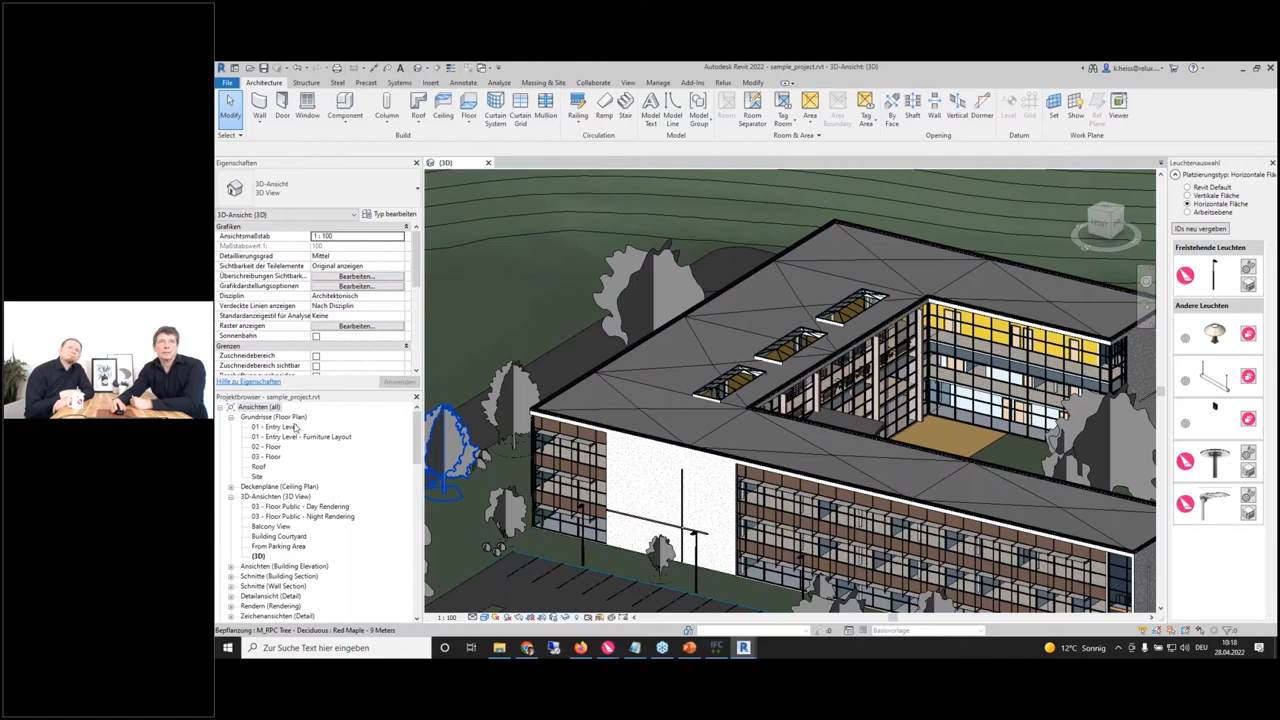 Autodesk Revit 2022 - sample_project.rvt - 3D-Ansicht: {3D}
k.heiss@relux....
File Architecture Structure Steel Precast Systems Insert Annotate Analyze Massing & Site Collaborate View Manage Add-Ins Relux Modify
Modify Wall Door Window Component Column Roof Ceiling Floor Curtain System Curtain Grid Mullion Railing Ramp Stair Model Text Model Line Model Group Room Room Separator Tag Room Area Area Boundary Tag Area By Face Shaft Wall Vertical Dormer Level Grid Set Show Ref Plane Viewer
Select Build Circulation Model Room & Area Opening Datum Work Plane
Eigenschaften
3D-Ansicht
3D View
3D-Ansicht: {3D} Typ bearbeiten
Grafiken
Ansichtsmaßstab 1 : 100
Maßstabswert 1: 100
Detaillierungsgrad Mittel
Sichtbarkeit der Teilelemente Original anzeigen
Überschreibungen Sichtbark... Bearbeiten...
Grafikdarstellungsoptionen Bearbeiten...
Disziplin Architektonisch
Verdeckte Linien anzeigen Nach Disziplin
Standardanzeigestil für Analyse Keine
Raster anzeigen Bearbeiten...
Sonnenbahn
Grenzen
Zuschneidebereich
Zuschneidebereich sichtbar
Hilfe zu Eigenschaften Anwenden
Projektbrowser - sample_project.rvt
Ansichten (all)
Grundrisse (Floor Plan)
01 - Entry Level
01 - Entry Level - Furniture Layout
02 - Floor
03 - Floor
Roof
Site
Deckenpläne (Ceiling Plan)
3D-Ansichten (3D View)
03 - Floor Public - Day Rendering
03 - Floor Public - Night Rendering
Balcony View
Building Courtyard
From Parking Area
{3D}
Ansichten (Building Elevation)
Schnitte (Building Section)
Schnitte (Wall Section)
Detailansicht (Detail)
Rendern (Rendering)
Zeichenansichten (Detail)
{3D}
FRONT
1 : 100
Leuchtenauswahl
Platzierungstyp: Horizontale Flä
Revit Default
Vertikale Fläche
Horizontale Fläche
Arbeitsebene
IDs neu vergeben
Freistehende Leuchten
Andere Leuchten
Bepflanzung : M_RPC Tree - Deciduous : Red Maple - 9 Meters
:0
Basisvorlage
:0
Zur Suche Text hier eingeben
12°C Sonnig
DEU
10:18
28.04.2022